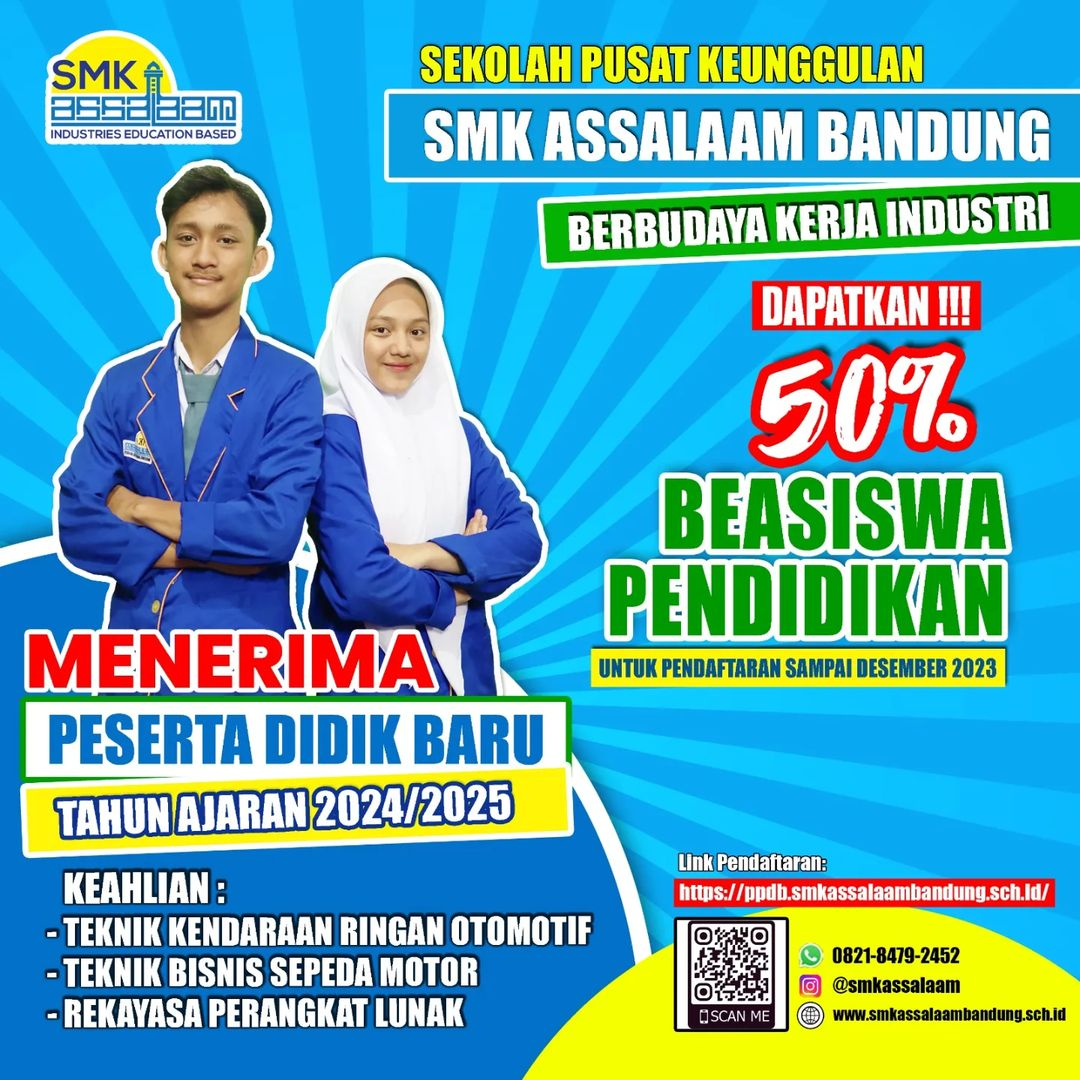 SMK
assalaam
INDUSTRIES EDUCATION BASED
SEKOLAH PUSAT KEUNGGULAN
SMK ASSALAAM BANDUNG
BERBUDAYA KERJA INDUSTRI
DAPATKAN !!!
50%
BEASISWA
PENDIDIKAN
UNTUK PENDAFTARAN SAMPAI DESEMBER 2023
MENERIMA
PESERTA DIDIK BARU
TAHUN AJARAN 2024/2025
KEAHLIAN :
- TEKNIK KENDARAAN RINGAN OTOMOTIF
- TEKNIK BISNIS SEPEDA MOTOR
- REKAYASA PERANGKAT LUNAK
Link Pendaftaran:
https://ppdb.smkassalaambandung.sch.id/
SCAN ME
0821-8479-2452
@smkassalaam
www.smkassalaambandung.sch.id